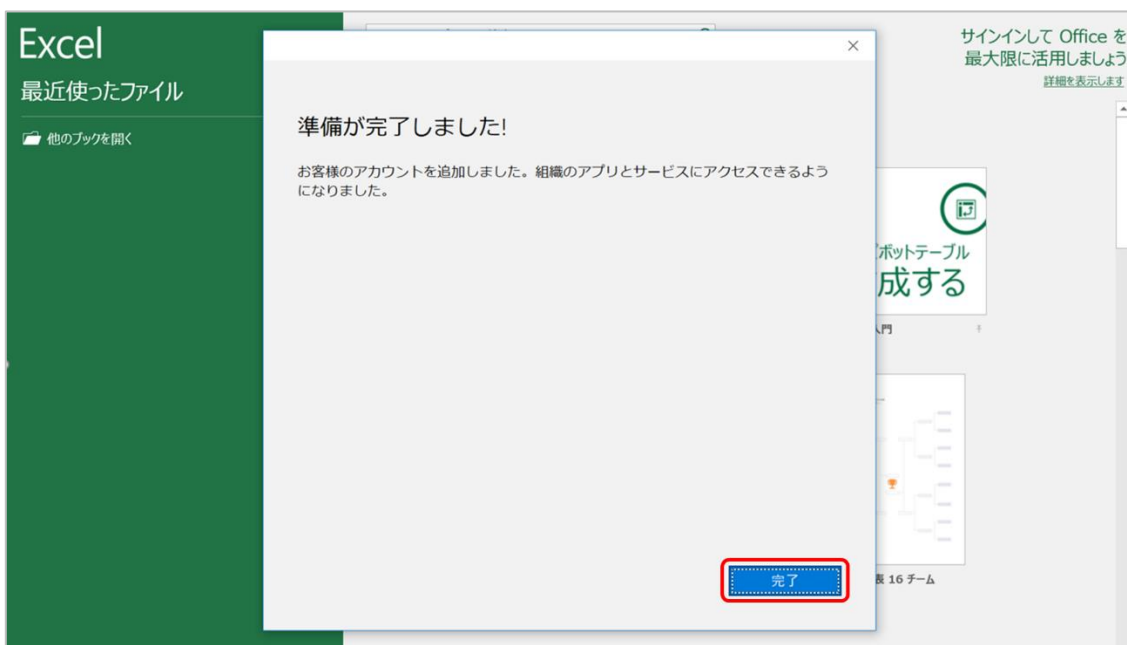 Excel
最近使ったファイル
他のブックを開く
サインインして Office を
最大限に活用しましょう
詳細を表示します
準備が完了しました!
お客様のアカウントを追加しました。組織のアプリとサービスにアクセスできるよう
になりました。
ボットテーブル
成する
入門
完了
表 16 チーム